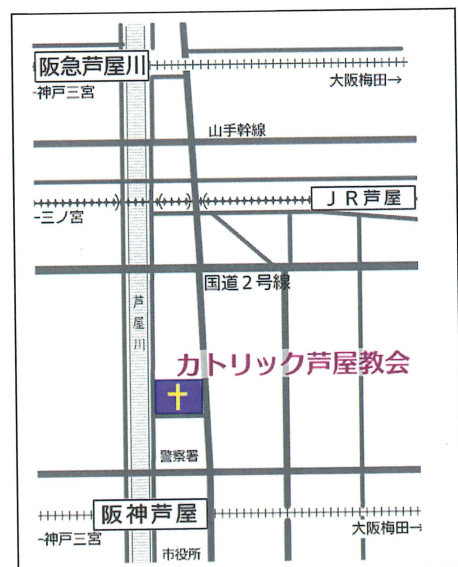 阪急芦屋川
大阪梅田→
-神戸三宮
山手幹線
JR芦屋
-三ノ宮
国道2号線
芦屋川
カトリック芦屋教会
警察署
阪神芦屋
大阪梅田→
-神戸三宮
市役所